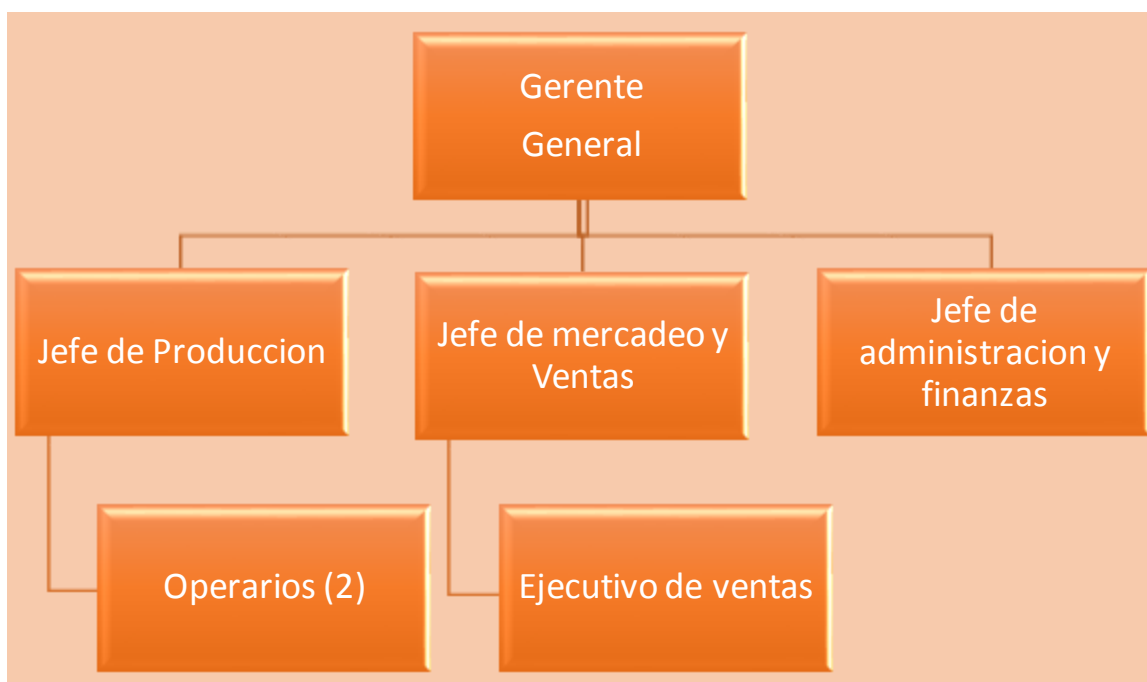 Gerente
General
Jefe de Produccion
Jefe de mercadeo y
Ventas
Jefe de
administracion y
finanzas
Operarios (2)
Ejecutivo de ventas